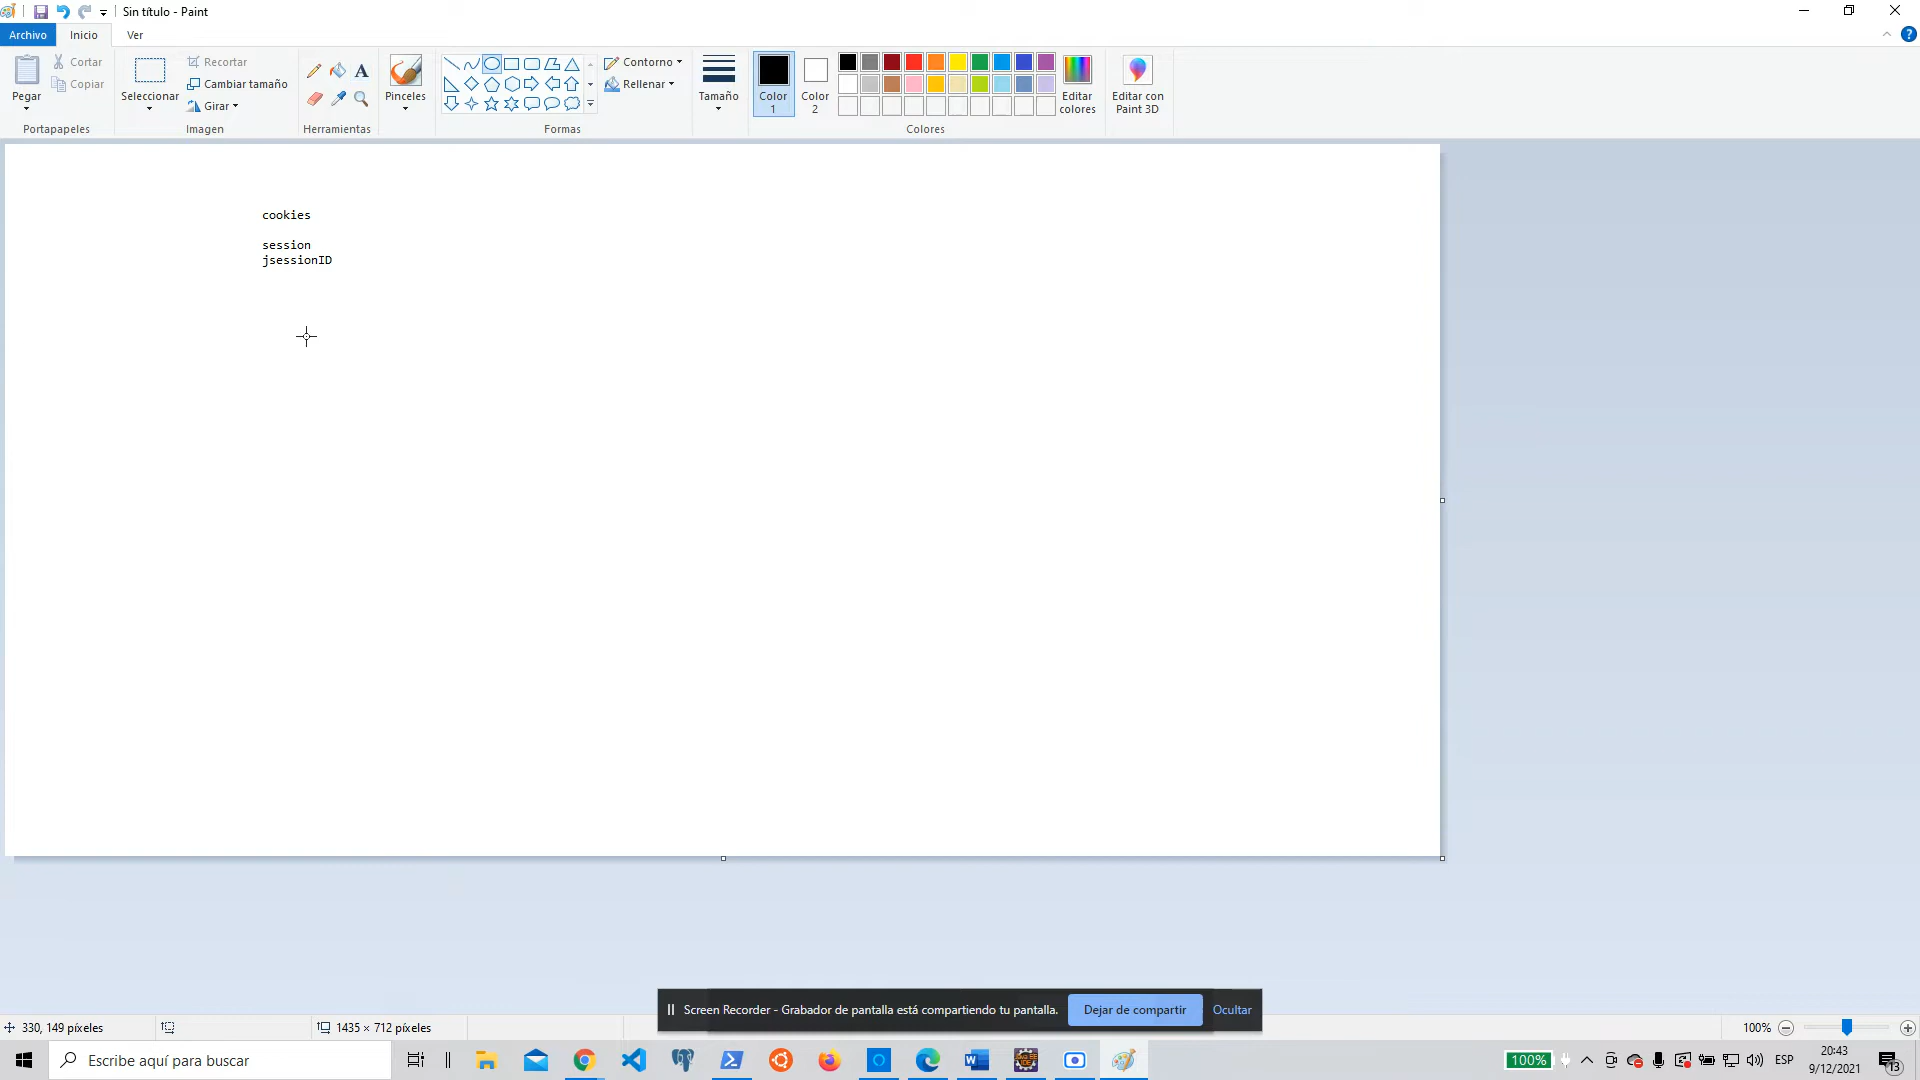 Sin título - Paint
Archivo
Inicio
Ver
Pegar
Cortar
Copiar
Portapapeles
Seleccionar
Recortar
Cambiar tamaño
Girar
Imagen
A
Herramientas
Pinceles
Contorno
Rellenar
Formas
Tamaño
Color
1
Color
2
Editar
colores
Colores
Editar con
Paint 3D
cookies
session
jsessionID
Screen Recorder - Grabador de pantalla está compartiendo tu pantalla.
Dejar de compartir
Ocultar
330, 149 píxeles
1435 × 712 píxeles
100%
Escribe aquí para buscar
100%
ESP
20:43
9/12/2021
13